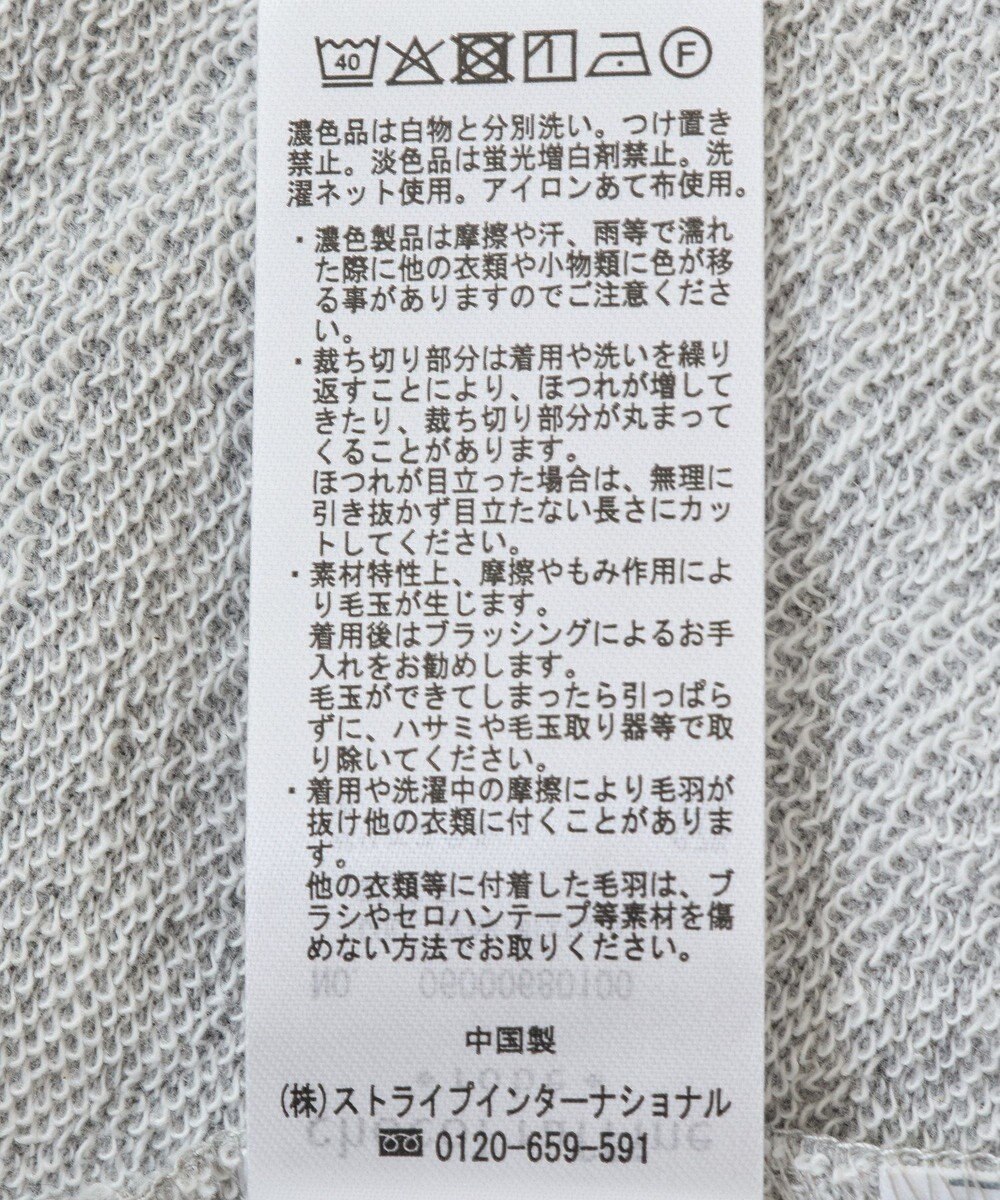 40 F
濃色品は白物と分別洗い。つけ置き
禁止。淡色品は蛍光増白剤禁止。洗
濯ネット使用。アイロンあて布使用。
・濃色製品は摩擦や汗、雨等で濡れ
た際に他の衣類や小物類に色が移
る事がありますのでご注意くださ
い。
・裁ち切り部分は着用や洗いを繰り
返すことにより、ほつれが増して
きたり、裁ち切り部分が丸まって
くることがあります。
ほつれが目立った場合は、無理に
引き抜かず目立たない長さにカッ
トしてください。
・素材特性上、摩擦やもみ作用によ
り毛玉が生じます。
着用後はブラッシングによるお手
入れをお勧めします。
毛玉ができてしまったら引っぱら
ずに、ハサミや毛玉取り器等で取
り除いてください。
・着用や洗濯中の摩擦により毛羽が
抜け他の衣類に付くことがありま
す。
他の衣類等に付着した毛羽は、ブ
ラシやセロハンテープ等素材を傷
めない方法でお取りください。
中国製
(株)ストライプインターナショナル
0120-659-591